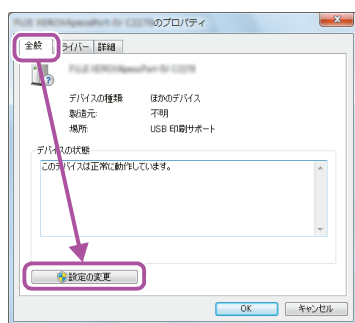 のプロパティ
全般 ライバー 詳細
デバイスの種類: ほかのデバイス
製造元: 不明
場所: USB 印刷サポート
デバイスの状態
このデバイスは正常に動作しています。
設定の変更
OK キャンセル